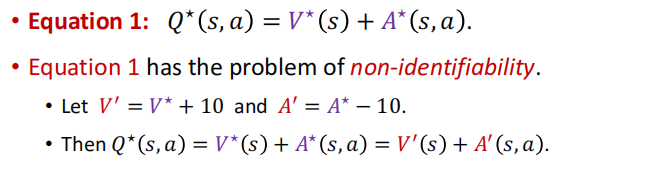 • Equation 1: Q*(s, a) = V*(s) + A*(s, a).
• Equation 1 has the problem of non-identifiability.
• Let V′ = V* + 10 and A′ = A* − 10.
• Then Q*(s, a) = V*(s) + A*(s, a) = V′(s) + A′(s, a).